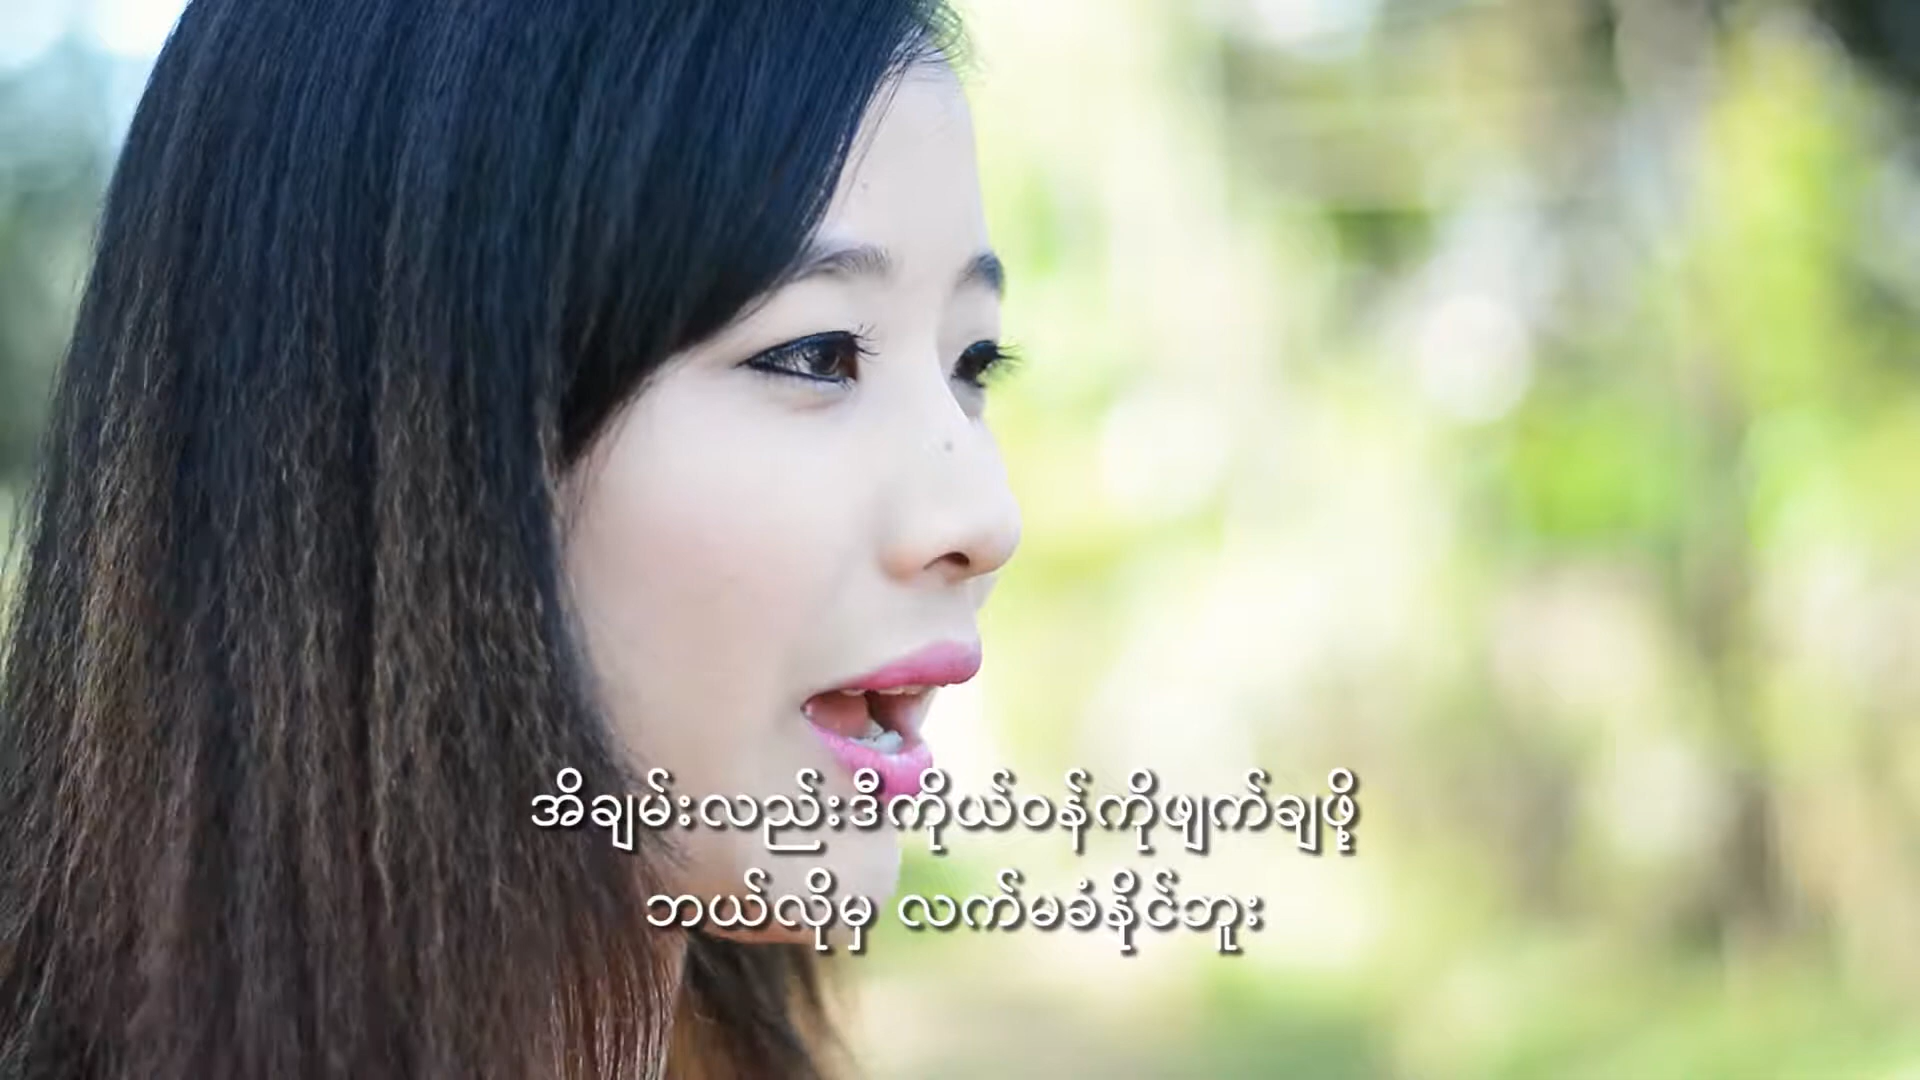 အိချမ်းလည်းဒီကိုယ်ဝန်ကိုဖျက်ချဖို့
ဘယ်လိုမှ လက်မခံနိုင်ဘူး